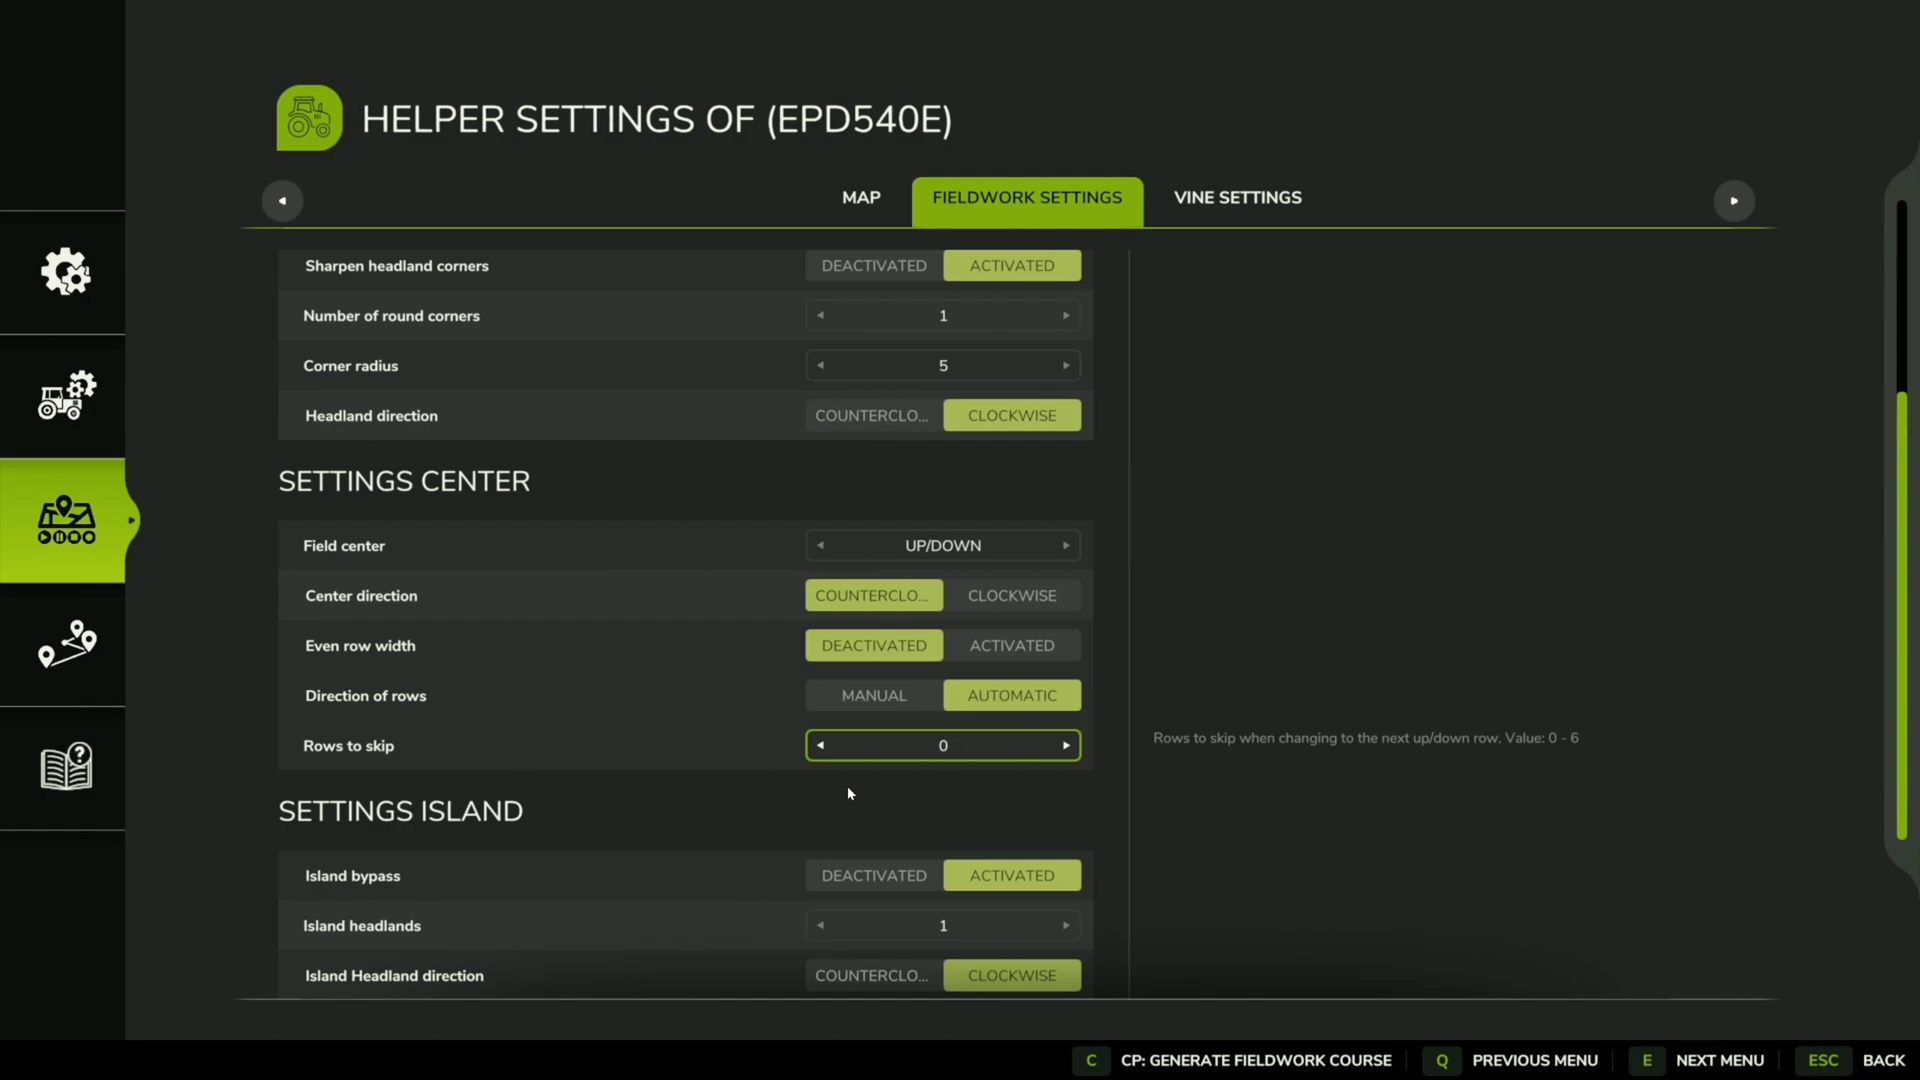 HELPER SETTINGS OF (EPD540E)
MAP FIELDWORK SETTINGS VINE SETTINGS
Sharpen headland corners DEACTIVATED ACTIVATED
Number of round corners 1
Corner radius 5
Headland direction COUNTERCLO... CLOCKWISE
SETTINGS CENTER
Field center UP/DOWN
Center direction COUNTERCLO... CLOCKWISE
Even row width DEACTIVATED ACTIVATED
Direction of rows MANUAL AUTOMATIC
Rows to skip 0 Rows to skip when changing to the next up/down row. Value: 0 - 6
SETTINGS ISLAND
Island bypass DEACTIVATED ACTIVATED
Island headlands 1
Island Headland direction COUNTERCLO... CLOCKWISE
C CP: GENERATE FIELDWORK COURSE Q PREVIOUS MENU E NEXT MENU ESC BACK